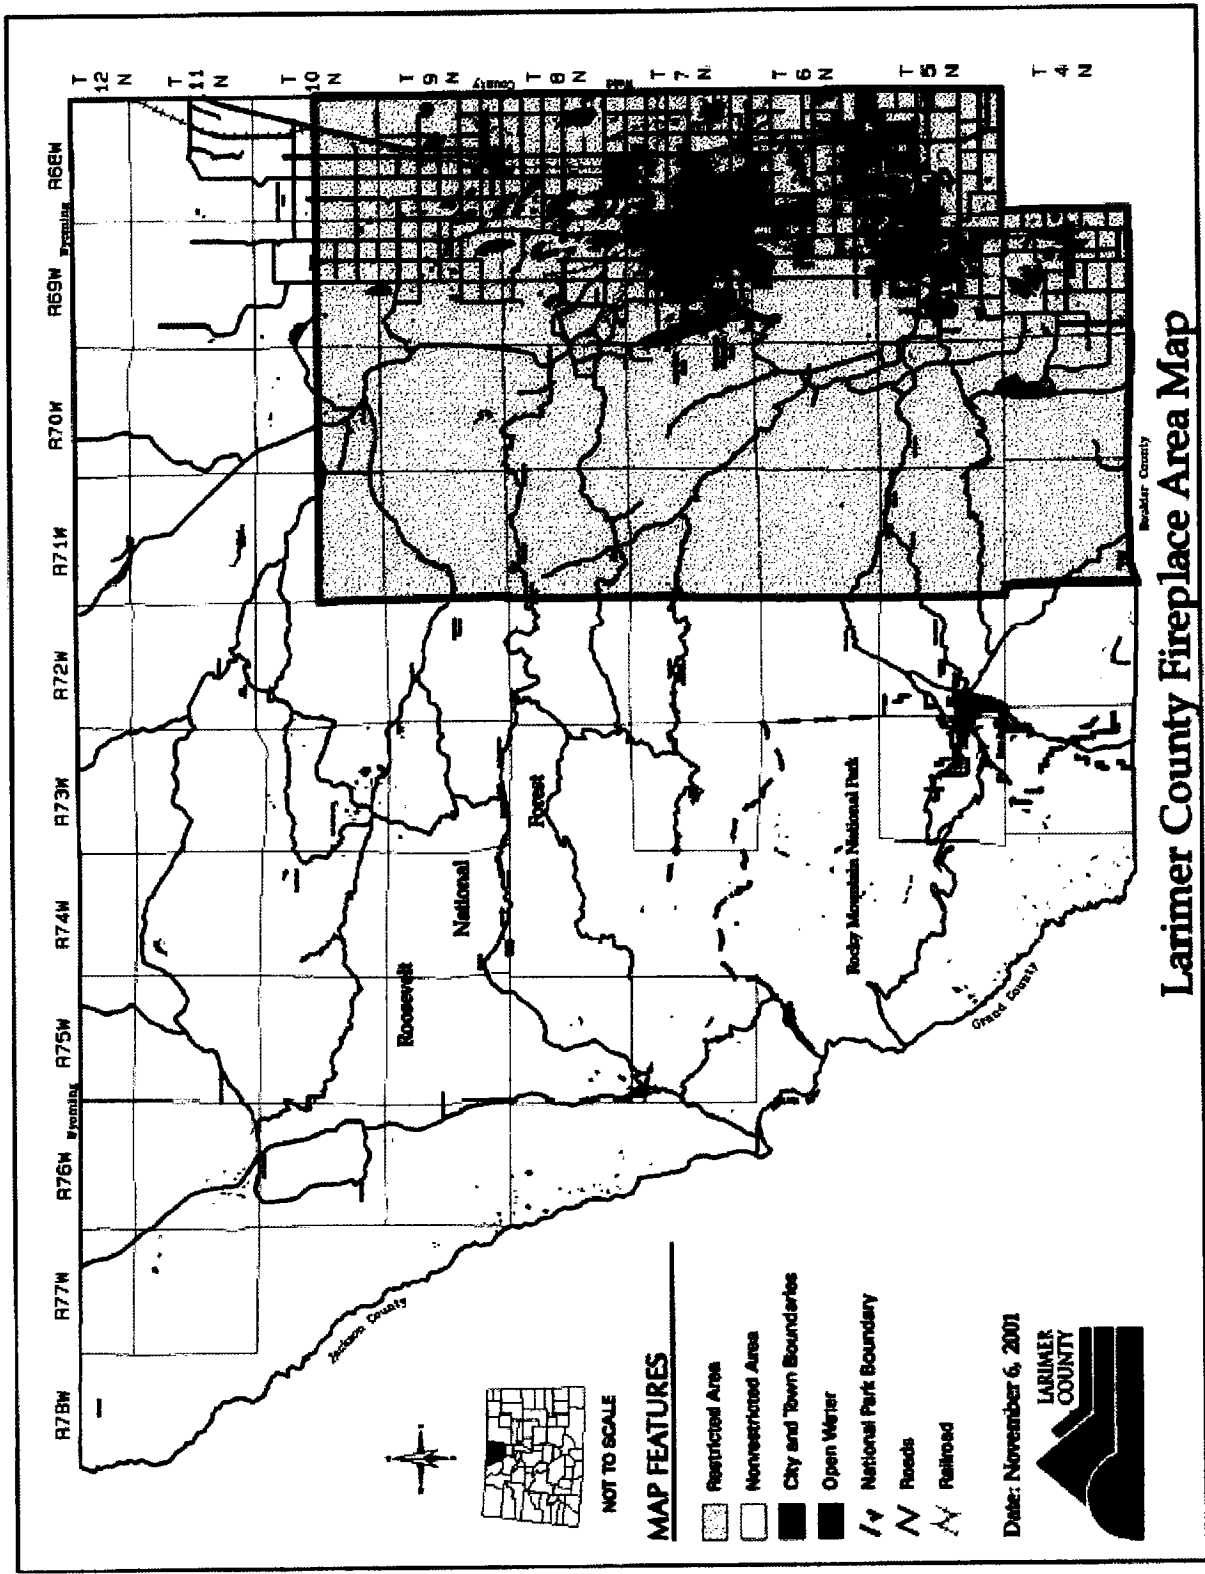 R78W R77W R76W Wyoming R75W R74W R73W R72W R71W R70W R69W Wyoming R68W
T
12
N
T
11
N
T
10
N
T
9
N
T
8
N
T
7
N
T
6
N
T
5
N
T
4
N
County
Jackson County
Roosevelt
National
Forest
Rocky Mountain National Park
Grand County
Boulder County
NOT TO SCALE
MAP FEATURES
Restricted Area
Nonrestricted Area
City and Town Boundaries
Open Water
National Park Boundary
Roads
Railroad
Date: November 6, 2001
LARIMER
COUNTY
Larimer County Fireplace Area Map